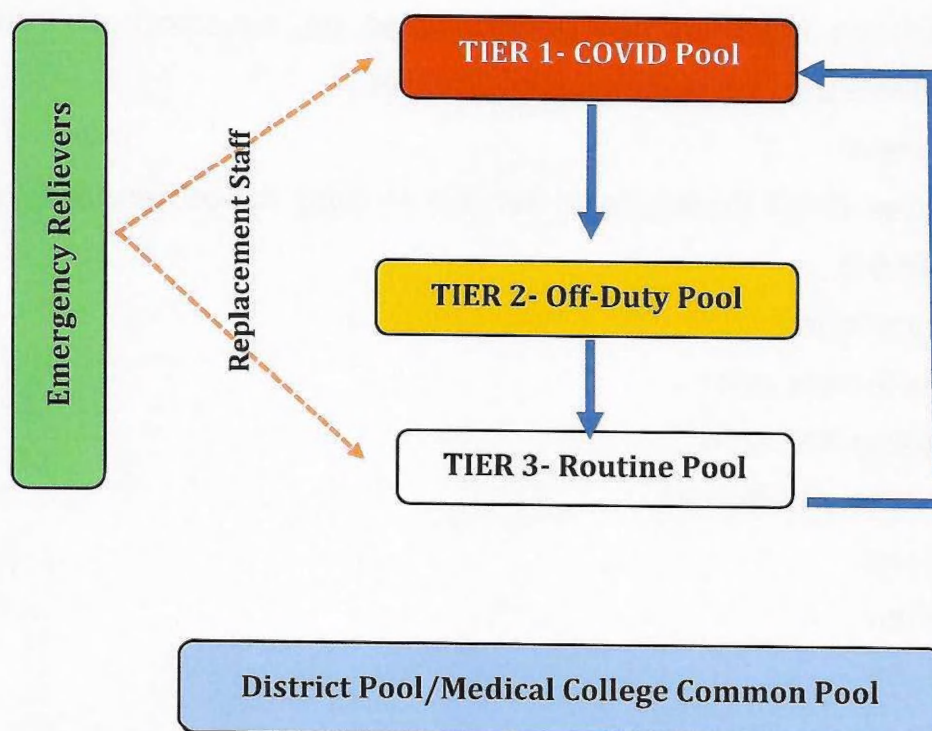 TIER 1- COVID Pool
Emergency Relievers
Replacement Staff
TIER 2- Off-Duty Pool
TIER 3- Routine Pool
District Pool/Medical College Common Pool